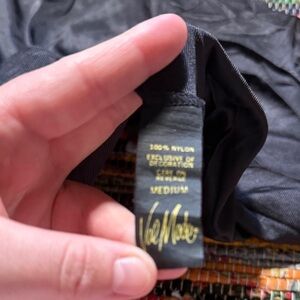 100% NYLON
EXCLUSIVE OF
DECORATION
CARE ON
REVERSE
MEDIUM